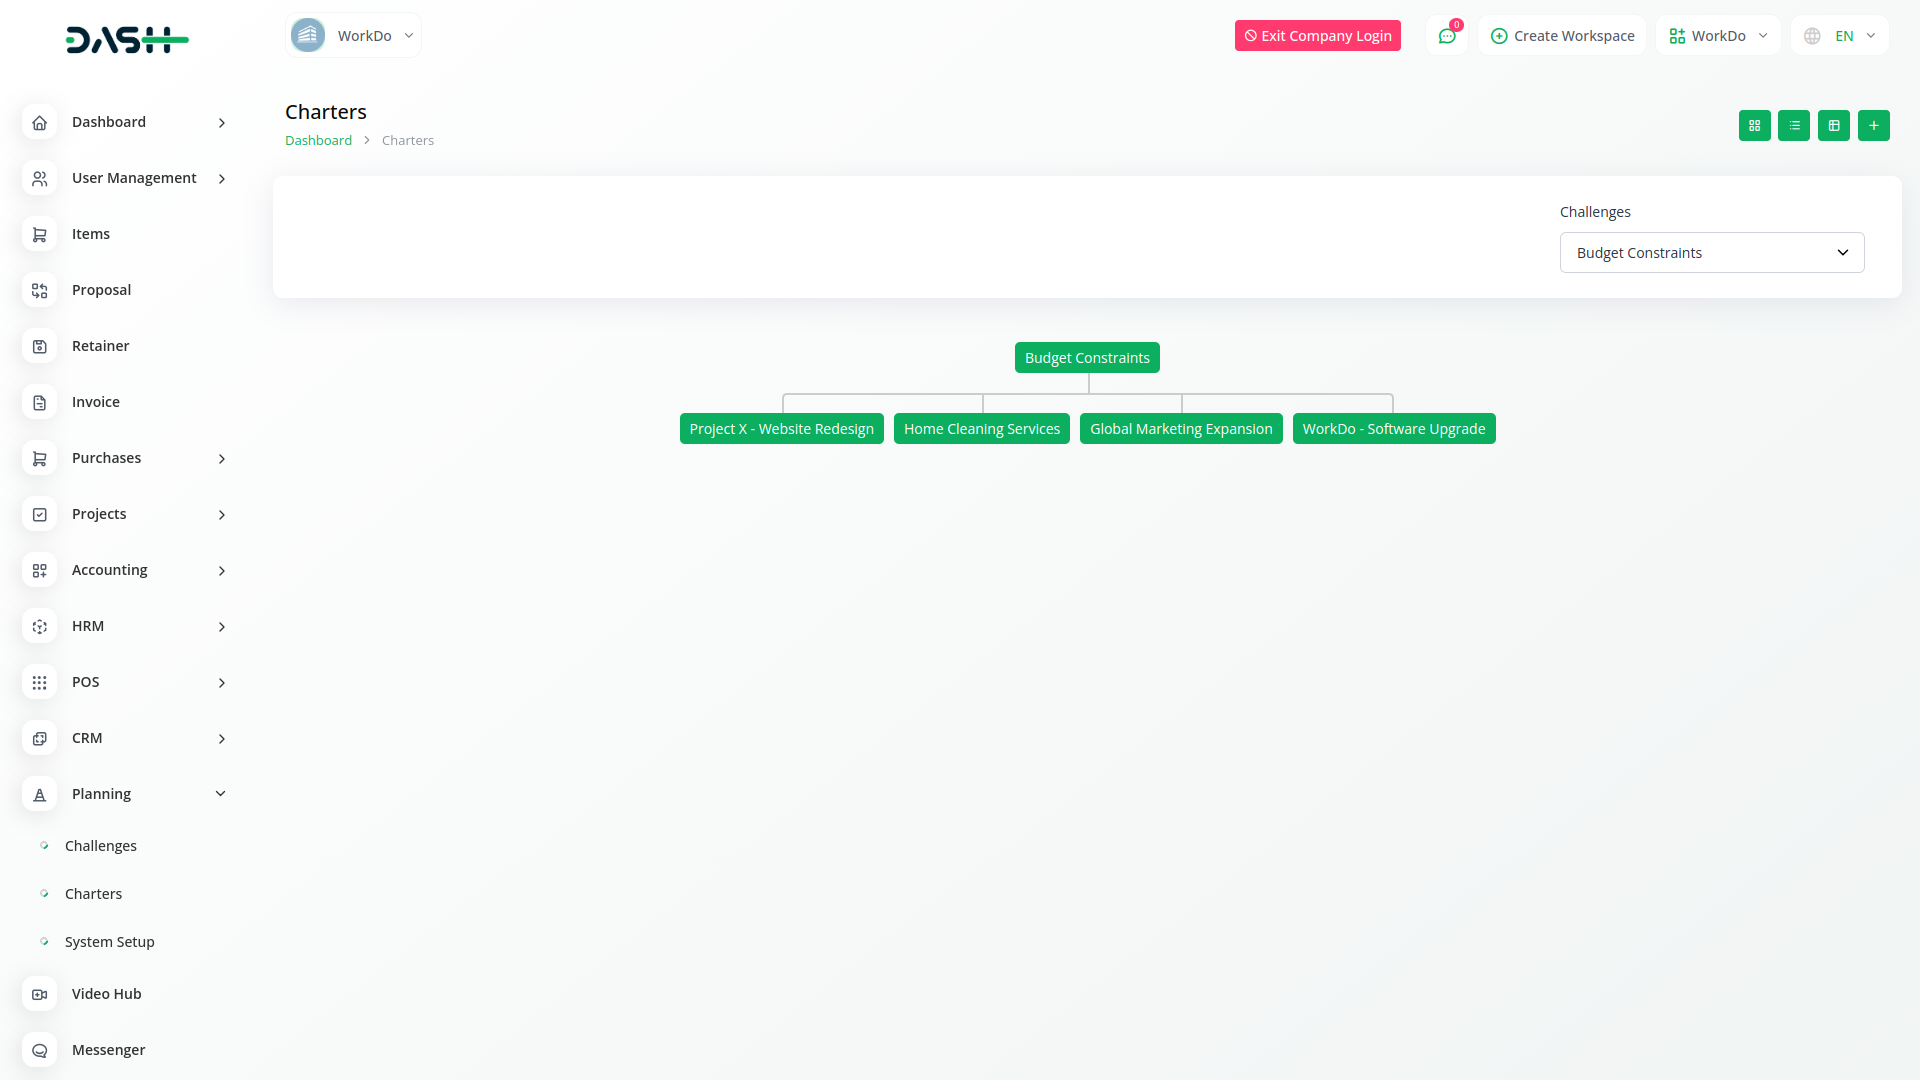 DASH
WorkDo
Exit Company Login
0
Create Workspace
WorkDo
EN
Dashboard
User Management
Items
Proposal
Retainer
Invoice
Purchases
Projects
Accounting
HRM
POS
CRM
Planning
Challenges
Charters
System Setup
Video Hub
Messenger
Charters
Dashboard > Charters
Challenges
Budget Constraints
Budget Constraints
Project X - Website Redesign
Home Cleaning Services
Global Marketing Expansion
WorkDo - Software Upgrade